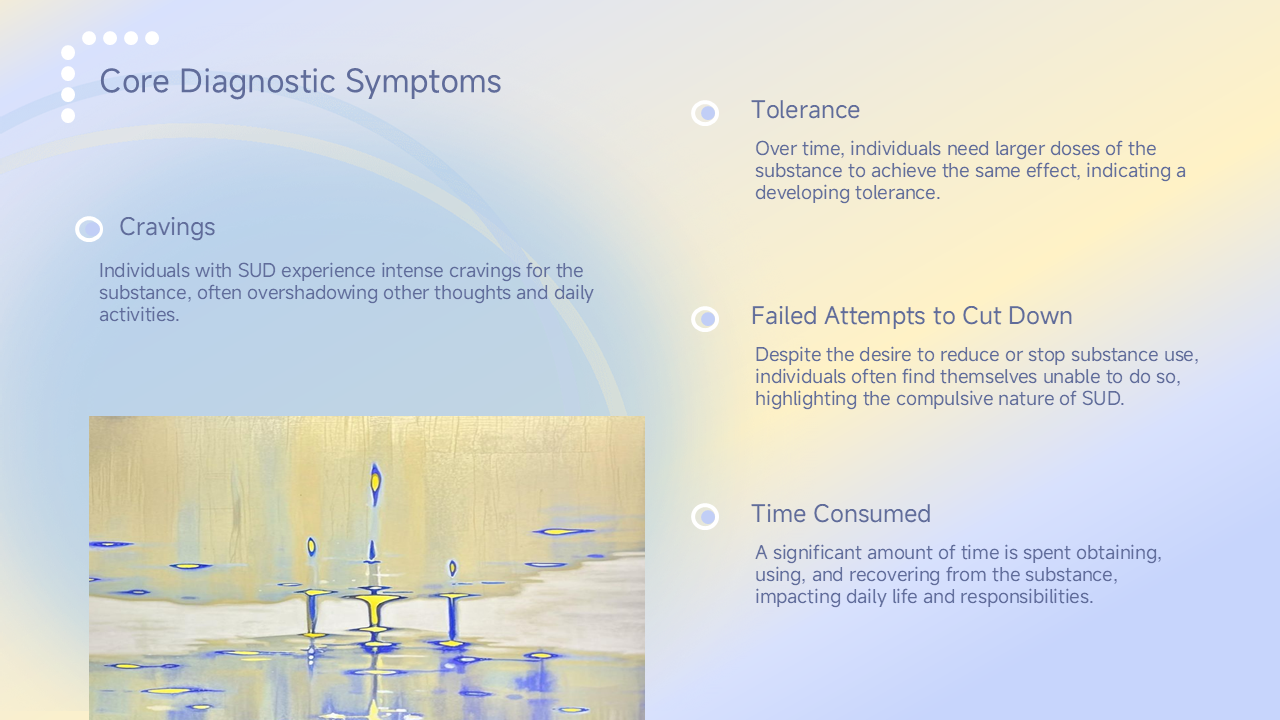 Core Diagnostic Symptoms
Cravings
Individuals with SUD experience intense cravings for the
substance, often overshadowing other thoughts and daily
activities.
Tolerance
Over time, individuals need larger doses of the
substance to achieve the same effect, indicating a
developing tolerance.
Failed Attempts to Cut Down
Despite the desire to reduce or stop substance use,
individuals often find themselves unable to do so,
highlighting the compulsive nature of SUD.
Time Consumed
A significant amount of time is spent obtaining,
using, and recovering from the substance,
impacting daily life and responsibilities.